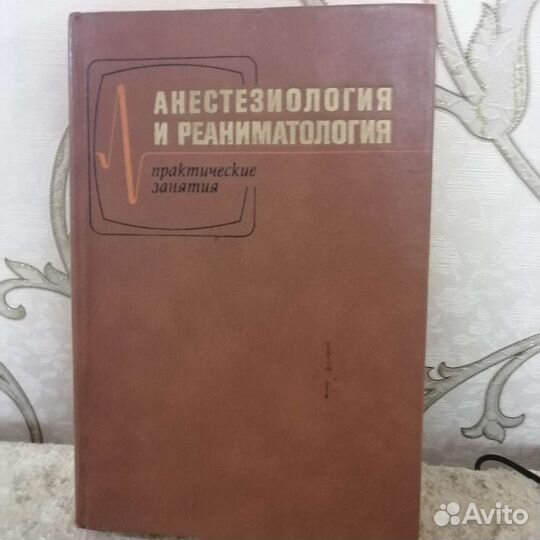 АНЕСТЕЗИОЛОГИЯ
И РЕАНИМАТОЛОГИЯ
практические
занятия
Avito